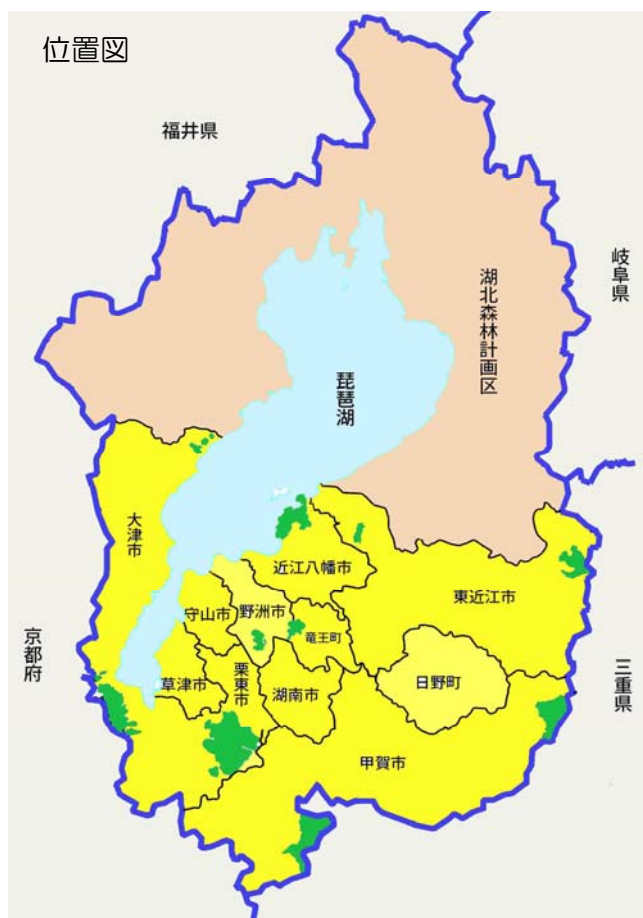 位置図
福井県
岐阜県
湖北森林計画区
琵琶湖
大津市
近江八幡市
東近江市
守山市
野洲市
竜王町
京都府
三重県
草津市
栗東市
湖南市
日野町
甲賀市